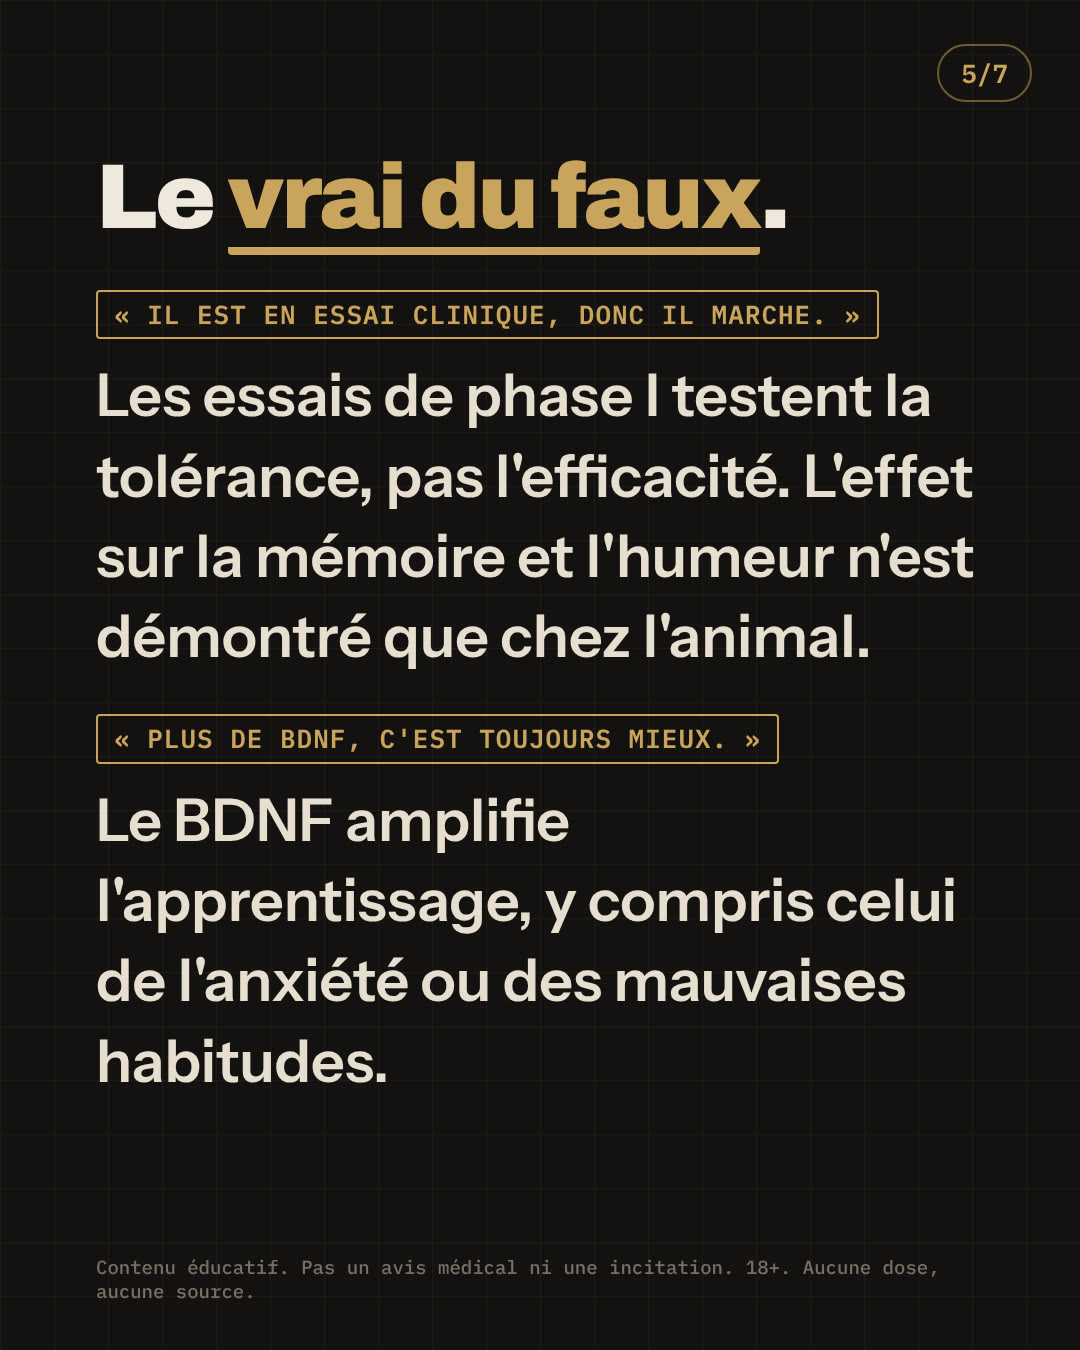 5/7
Le vrai du faux.
« IL EST EN ESSAI CLINIQUE, DONC IL MARCHE. »
Les essais de phase I testent la
tolérance, pas l'efficacité. L'effet
sur la mémoire et l'humeur n'est
démontré que chez l'animal.
« PLUS DE BDNF, C'EST TOUJOURS MIEUX. »
Le BDNF amplifie
l'apprentissage, y compris celui
de l'anxiété ou des mauvaises
habitudes.
Contenu éducatif. Pas un avis médical ni une incitation. 18+. Aucune dose,
aucune source.